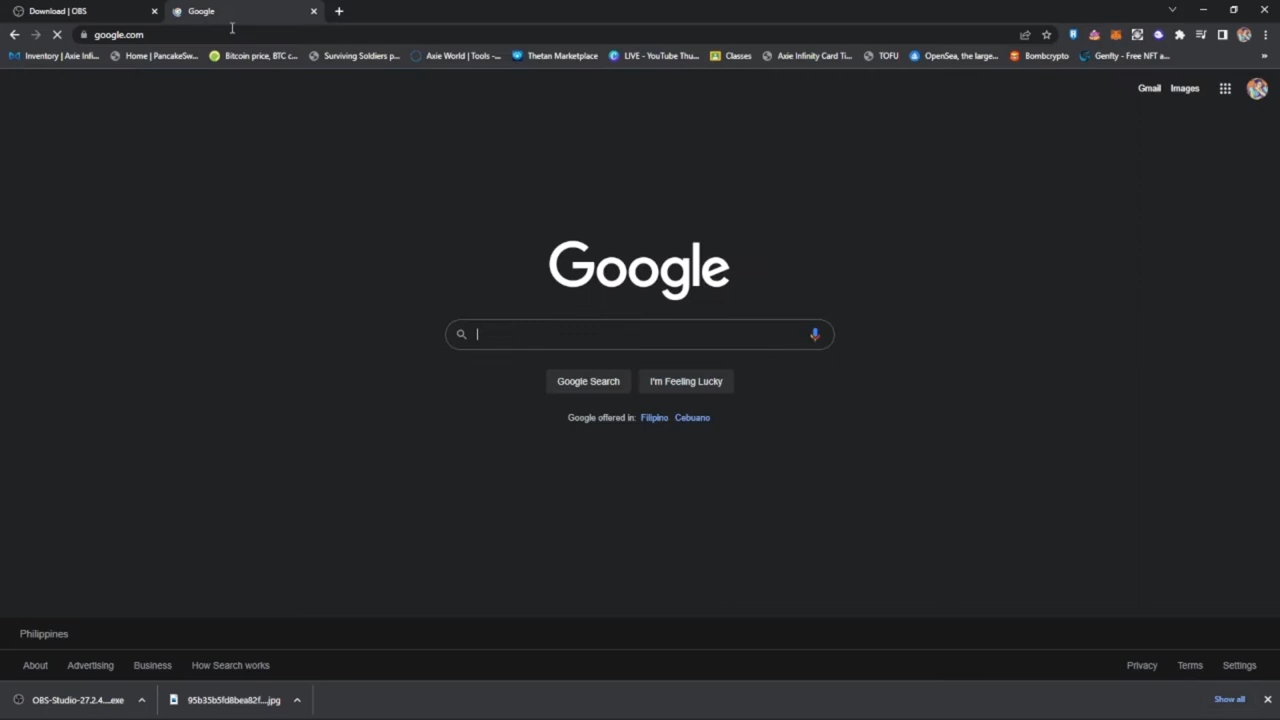 Download | OBS
Google
google.com
Inventory | Axie Infi...
Home | PancakeSw...
Bitcoin price, BTC c...
Surviving Soldiers p...
Axie World | Tools -...
Thetan Marketplace
LIVE - YouTube Thu...
Classes
Axie Infinity Card Ti...
TOFU
OpenSea, the large...
Bombcrypto
Genfty - Free NFT a...
Gmail
Images
Google
Google Search
I'm Feeling Lucky
Google offered in: Filipino Cebuano
Philippines
About
Advertising
Business
How Search works
Privacy
Terms
Settings
OBS-Studio-27.2.4....exe
95b35b5fd8bea82f....jpg
Show all